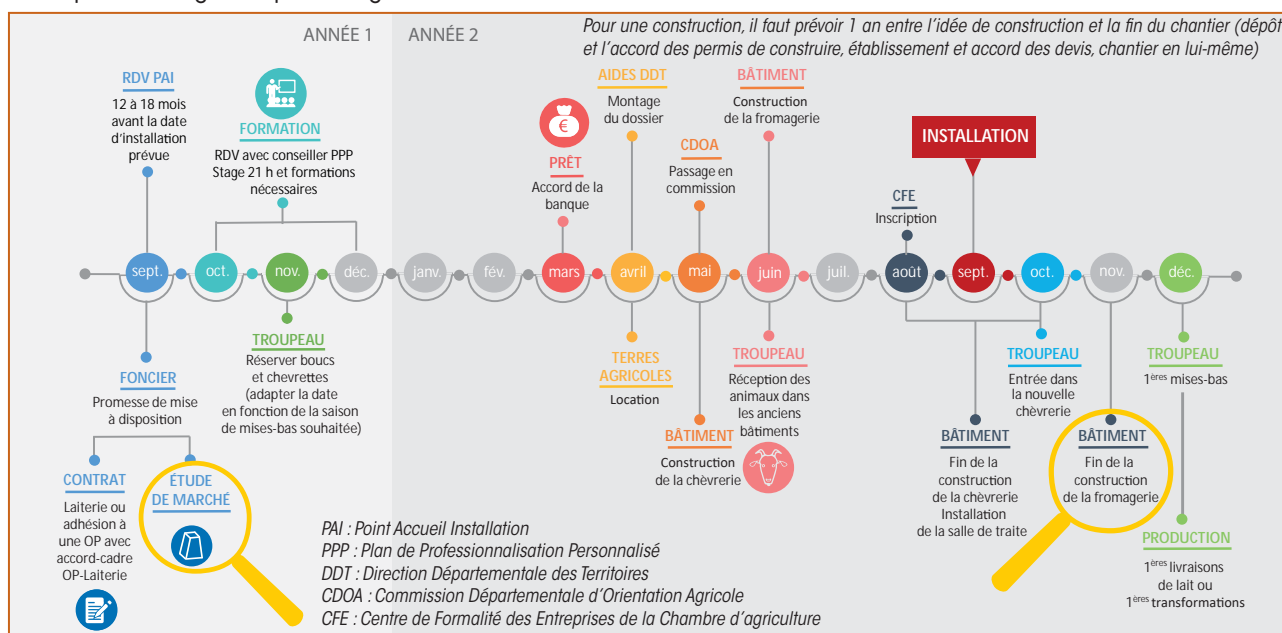 ANNÉE 1
ANNÉE 2
Pour une construction, il faut prévoir 1 an entre l'idée de construction et la fin du chantier (dépôt
et l'accord des permis de construire, établissement et accord des devis, chantier en lui-même)
RDV PAI
12 à 18 mois
avant la date
d'installation
prévue
FORMATION
RDV avec conseiller PPP
Stage 21 h et formations
nécessaires
PRÊT
Accord de la
banque
AIDES DDT
Montage
du dossier
CDOA
Passage en
commission
BÂTIMENT
Construction
de la fromagerie
CFE
Inscription
INSTALLATION
sept.
oct.
nov.
déc.
janv.
fév.
mars
avril
mai
juin
juil.
août
sept.
oct.
nov.
déc.
FONCIER
Promesse de mise
à disposition
CONTRAT
Laiterie ou
adhésion à
une OP avec
accord-cadre
OP-Laiterie
ÉTUDE
DE MARCHÉ
TROUPEAU
Réserver boucs
et chevrettes
(adapter la date
en fonction de la saison
de mises-bas souhaitée)
TERRES
AGRICOLES
Location
BÂTIMENT
Construction
de la chèvrerie
TROUPEAU
Réception des
animaux dans
les anciens
bâtiments
BÂTIMENT
Fin de la
construction
de la chèvrerie
Installation
de la salle de traite
TROUPEAU
Entrée dans
la nouvelle
chèvrerie
BÂTIMENT
Fin de la
construction
de la fromagerie
TROUPEAU
1ères mises-bas
PRODUCTION
1ères livraisons
de lait ou
1ères transformations
PAI : Point Accueil Installation
PPP : Plan de Professionnalisation Personnalisé
DDT : Direction Départementale des Territoires
CDOA : Commission Départementale d'Orientation Agricole
CFE : Centre de Formalité des Entreprises de la Chambre d'agriculture